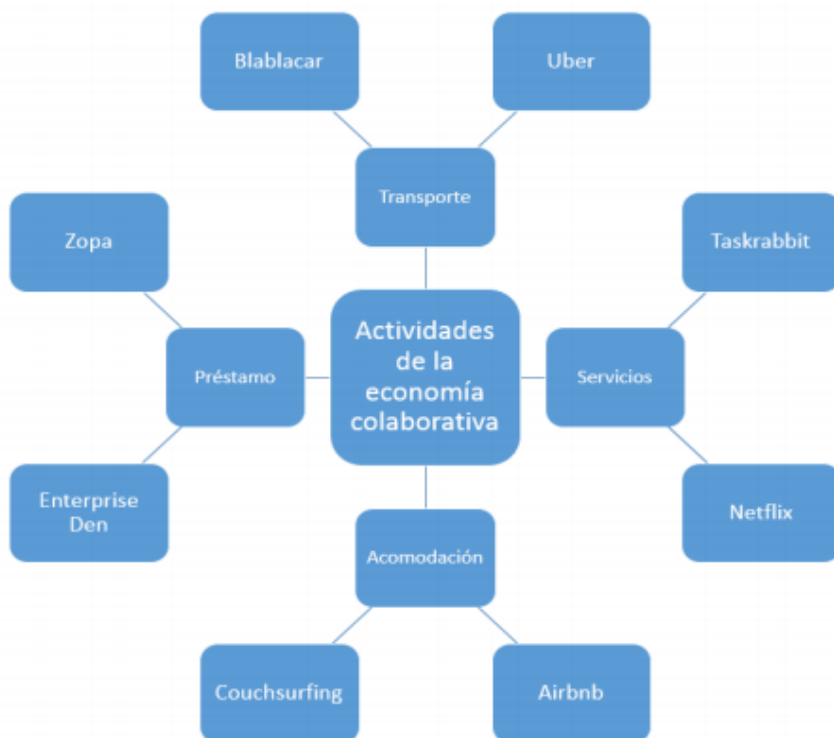 Blablacar
Uber
Transporte
Zopa
Taskrabbit
Actividades
de la
economía
colaborativa
Préstamo
Servicios
Enterprise
Den
Netflix
Acomodación
Couchsurfing
Airbnb